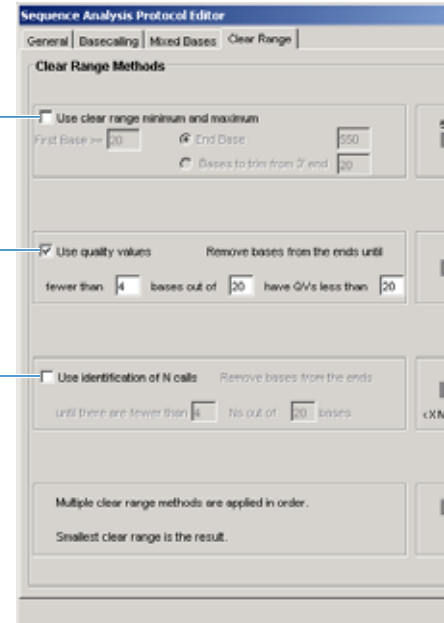 Sequence Analysis Protocol Editor
General Basecalling Mixed Bases Clear Range
Clear Range Methods
Use clear range minimum and maximum
First Base >= 20 End Base 550
Bases to trim from 3' end 20
Use quality values Remove bases from the ends until
fewer than 4 bases out of 20 have QVs less than 20
Use identification of N calls Remove bases from the ends
until there are fewer than 4 Ns out of 20 bases
Multiple clear range methods are applied in order.
Smallest clear range is the result.